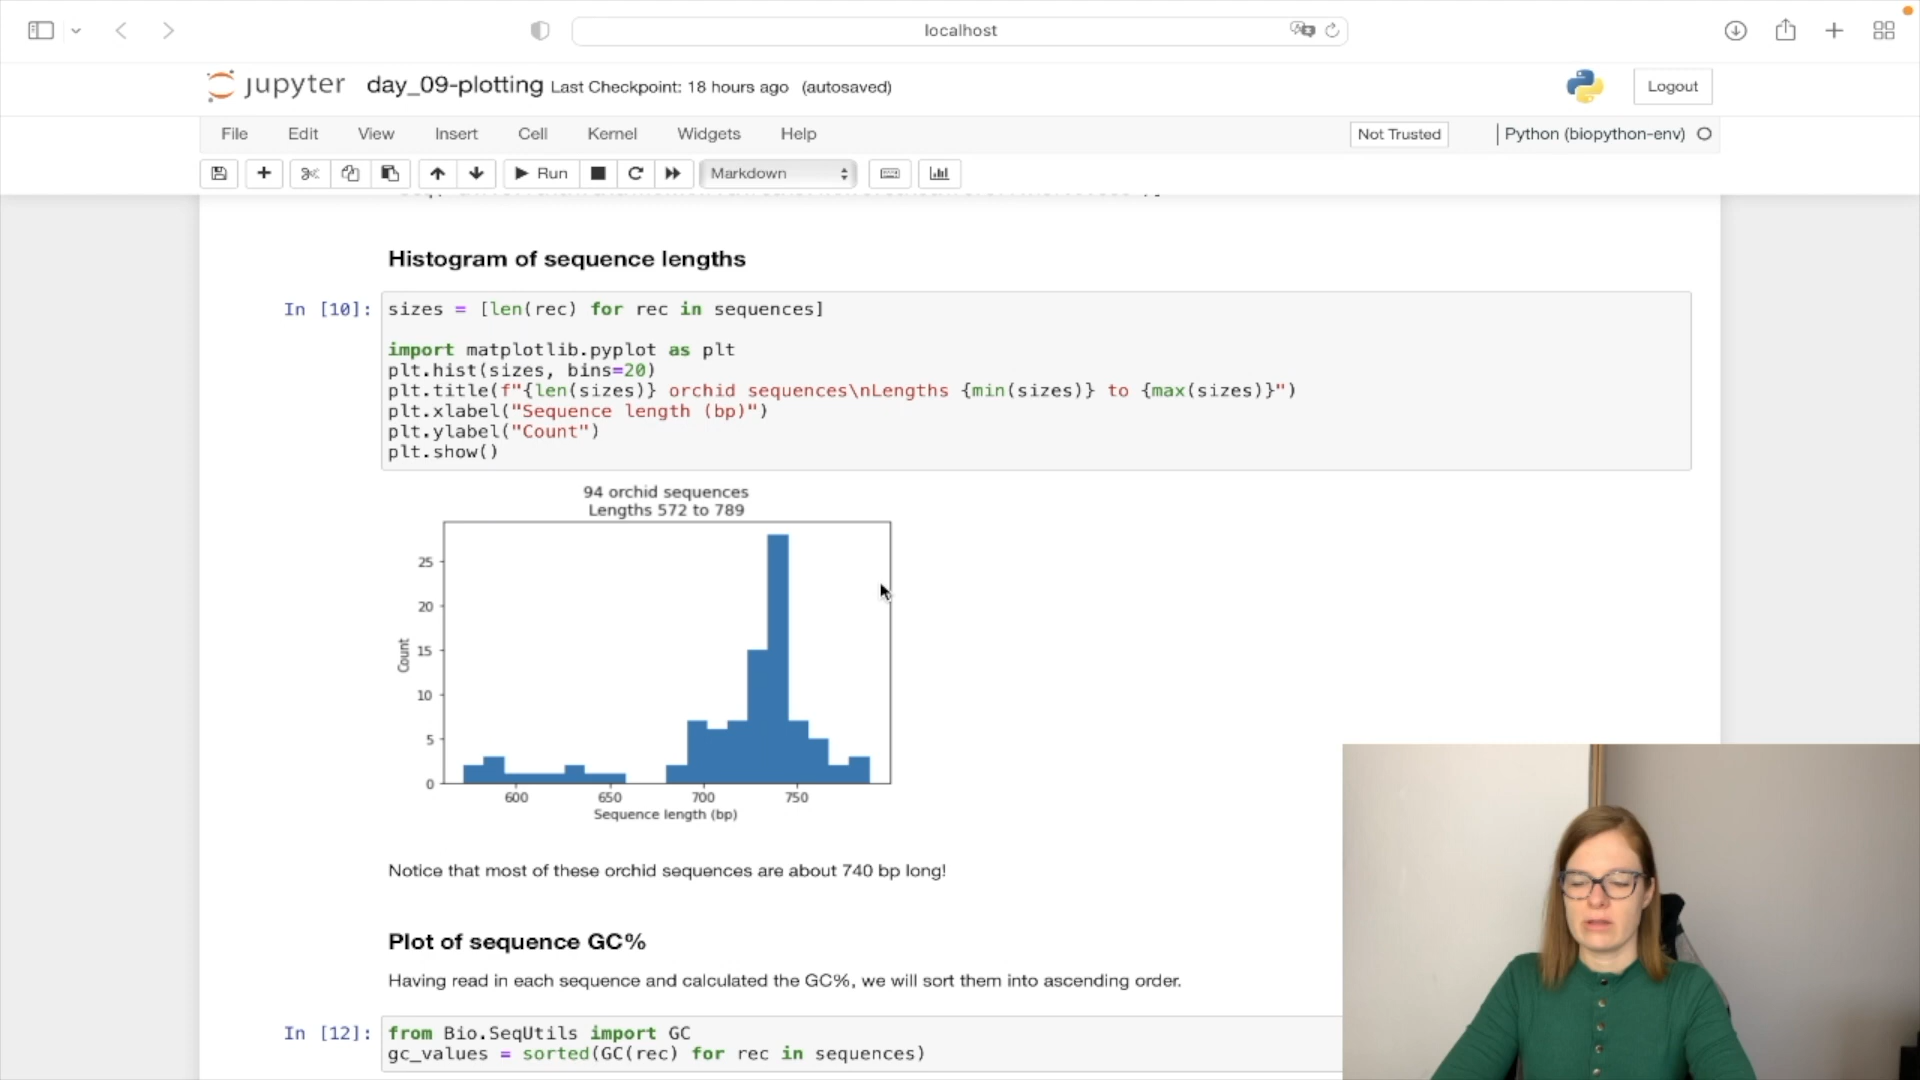 localhost
jupyter day_09-plotting Last Checkpoint: 18 hours ago (autosaved)
Logout
File Edit View Insert Cell Kernel Widgets Help
Not Trusted
Python (biopython-env)
Run
Markdown
Histogram of sequence lengths
In [10]:
sizes = [len(rec) for rec in sequences]
import matplotlib.pyplot as plt
plt.hist(sizes, bins=20)
plt.title(f"{len(sizes)} orchid sequences\nLengths {min(sizes)} to {max(sizes)}")
plt.xlabel("Sequence length (bp)")
plt.ylabel("Count")
plt.show()
94 orchid sequences
Lengths 572 to 789
25
20
15
10
5
0
Count
600 650 700 750
Sequence length (bp)
Notice that most of these orchid sequences are about 740 bp long!
Plot of sequence GC%
Having read in each sequence and calculated the GC%, we will sort them into ascending order.
In [12]:
from Bio.SeqUtils import GC
gc_values = sorted(GC(rec) for rec in sequences)